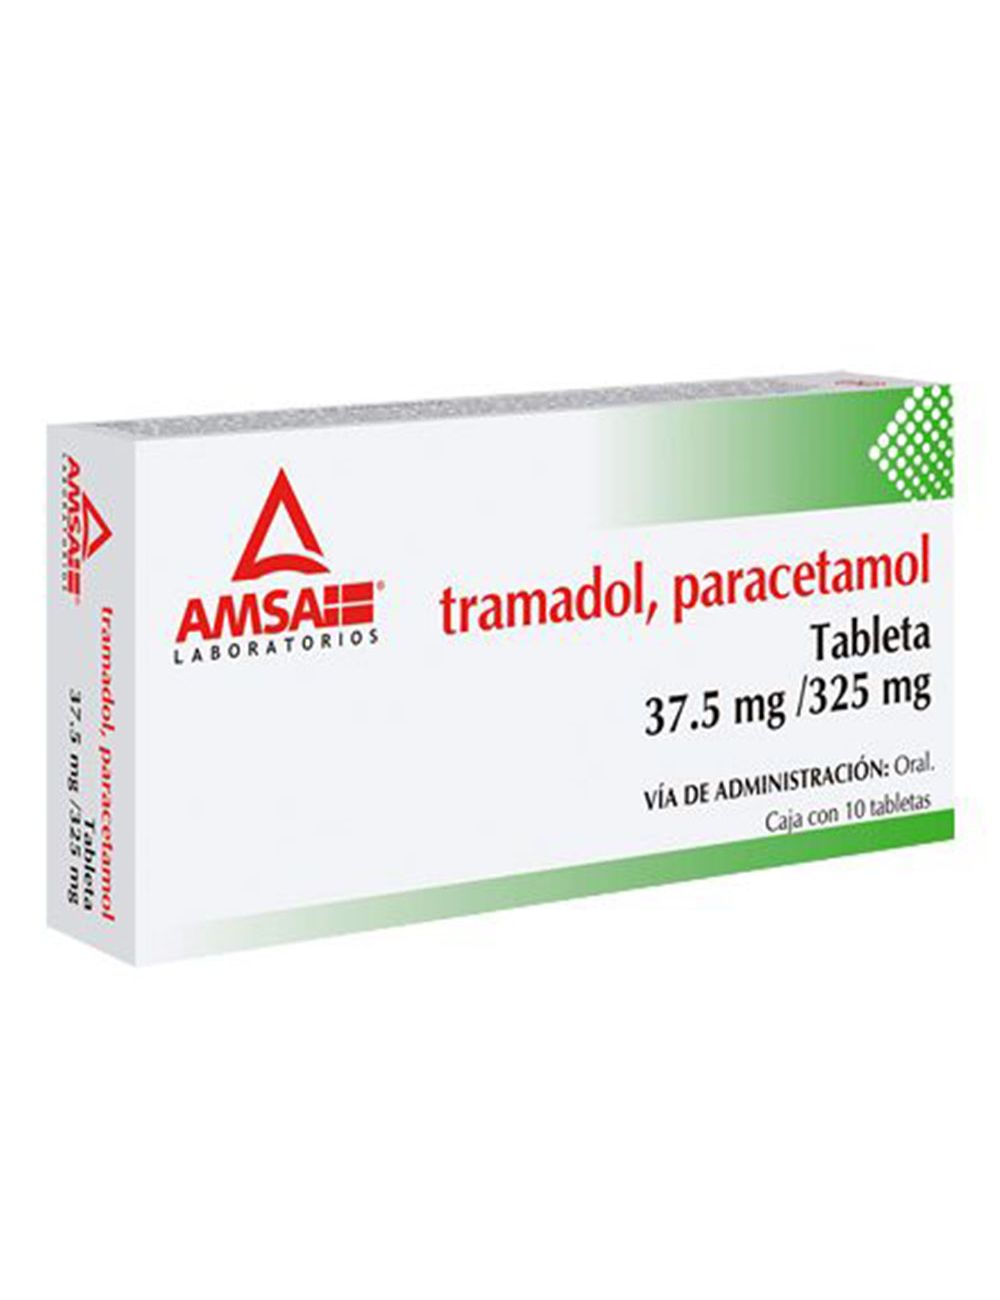 AMSA
LABORATORIOS
tramadol, paracetamol
Tableta
37.5 mg /325 mg
VÍA DE ADMINISTRACIÓN: Oral.
Caja con 10 tabletas
AMSA
LABORATORIOS
tramadol, paracetamol
Tableta
37.5 mg /325 mg